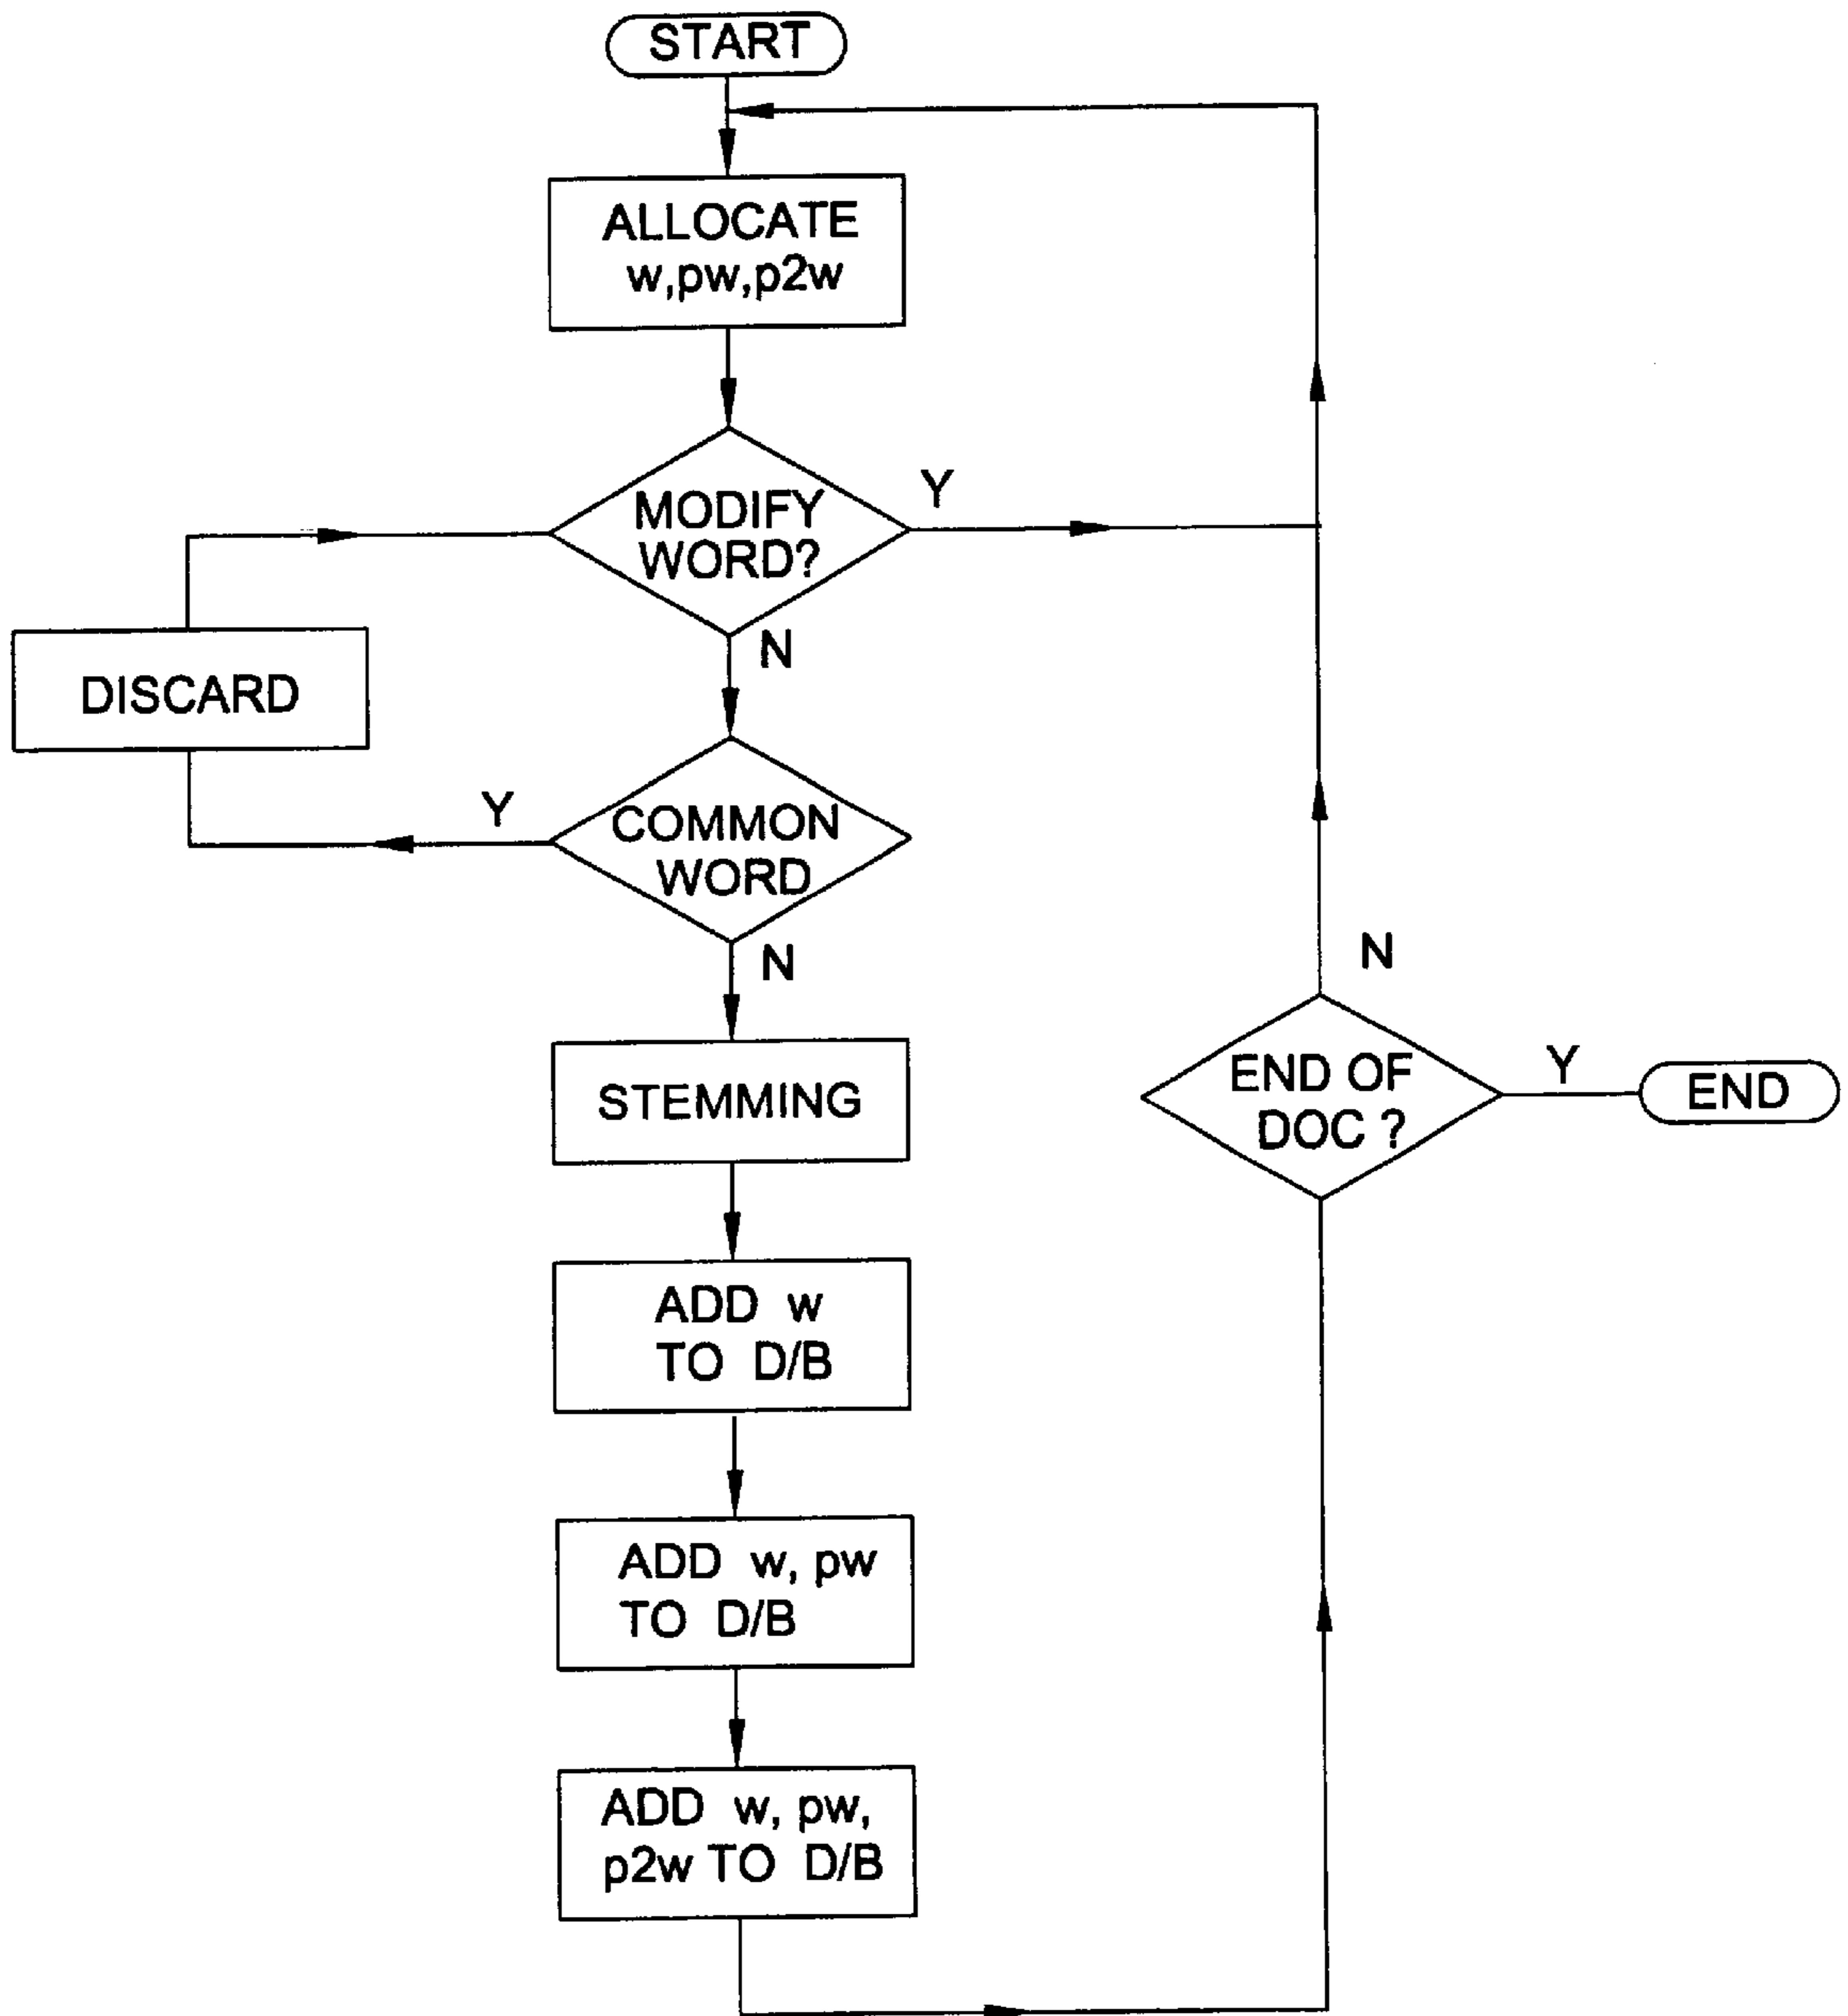 START
ALLOCATE
w,pw,p2w
MODIFY
WORD?
Y
N
DISCARD
COMMON
WORD
Y
N
STEMMING
ADD w
TO D/B
ADD w, pw
TO D/B
ADD w, pw,
p2w TO D/B
N
END OF
DOC ?
Y
END